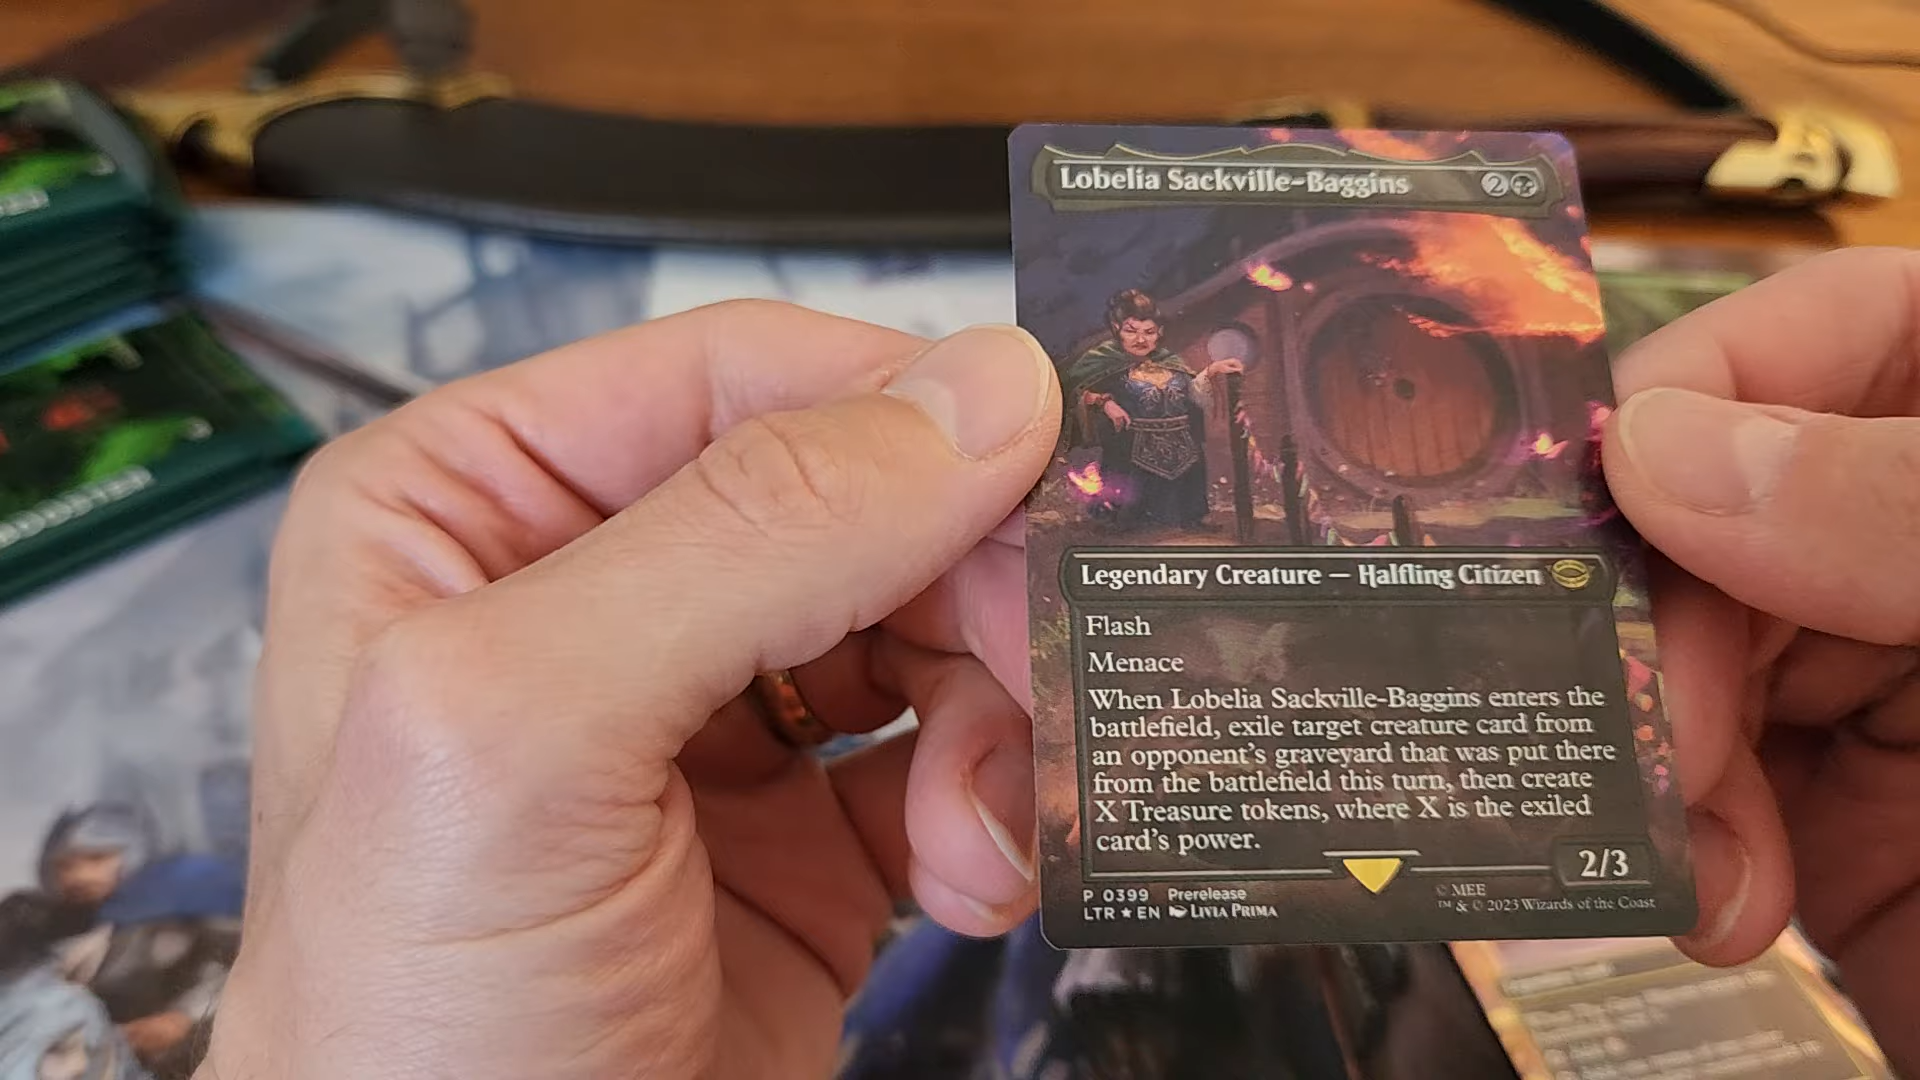 Lobelia Sackville-Baggins 2
Legendary Creature — Halfling Citizen
Flash
Menace
When Lobelia Sackville-Baggins enters the
battlefield, exile target creature card from
an opponent's graveyard that was put there
from the battlefield this turn, then create
X Treasure tokens, where X is the exiled
card's power.
2/3
P 0399 Prerelease
LTR ★ EN LIVIA PRIMA
© MEE
™ & © 2023 Wizards of the Coast